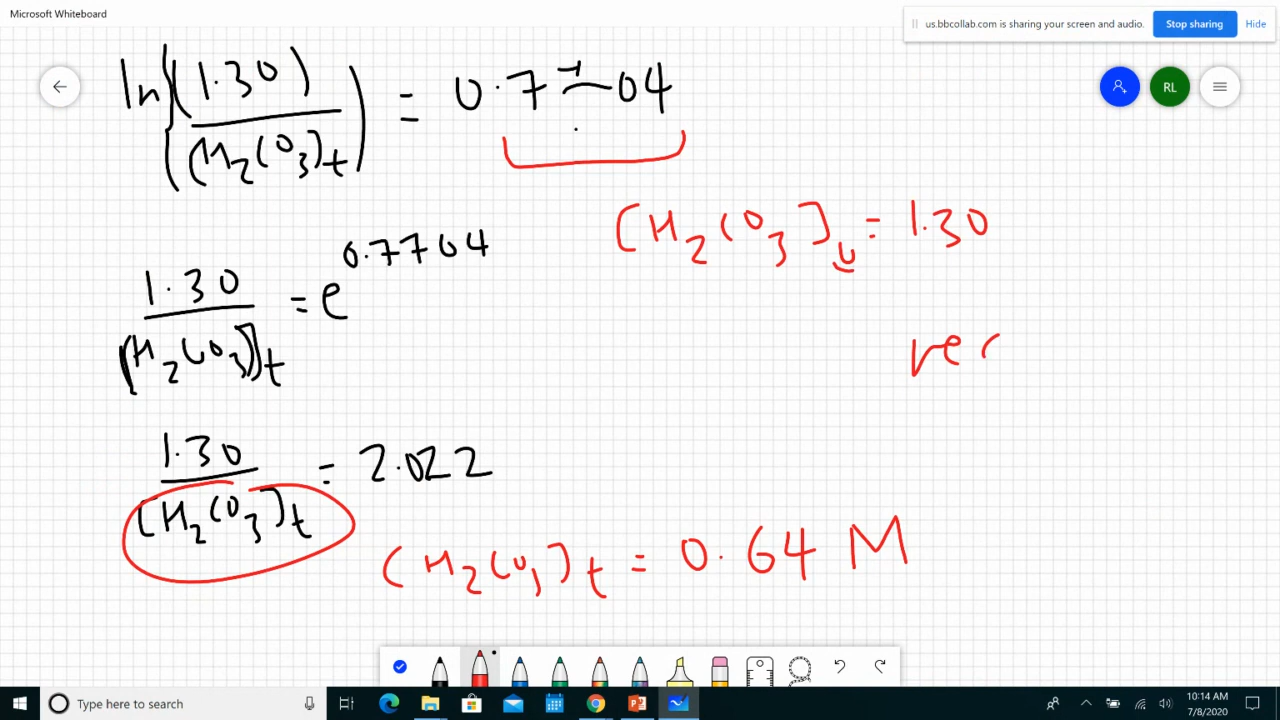 Microsoft Whiteboard
us.bbcollab.com is sharing your screen and audio.
Stop sharing
Hide
RL
ln((1.30)/(H2CO3)t) = 0.7704
[H2CO3]0 = 1.30
1.30/[H2CO3]t = e^0.7704
rec
1.30/(H2CO3)t = 2.022
(H2CO3)t = 0.64 M
Type here to search
10:14 AM
7/8/2020